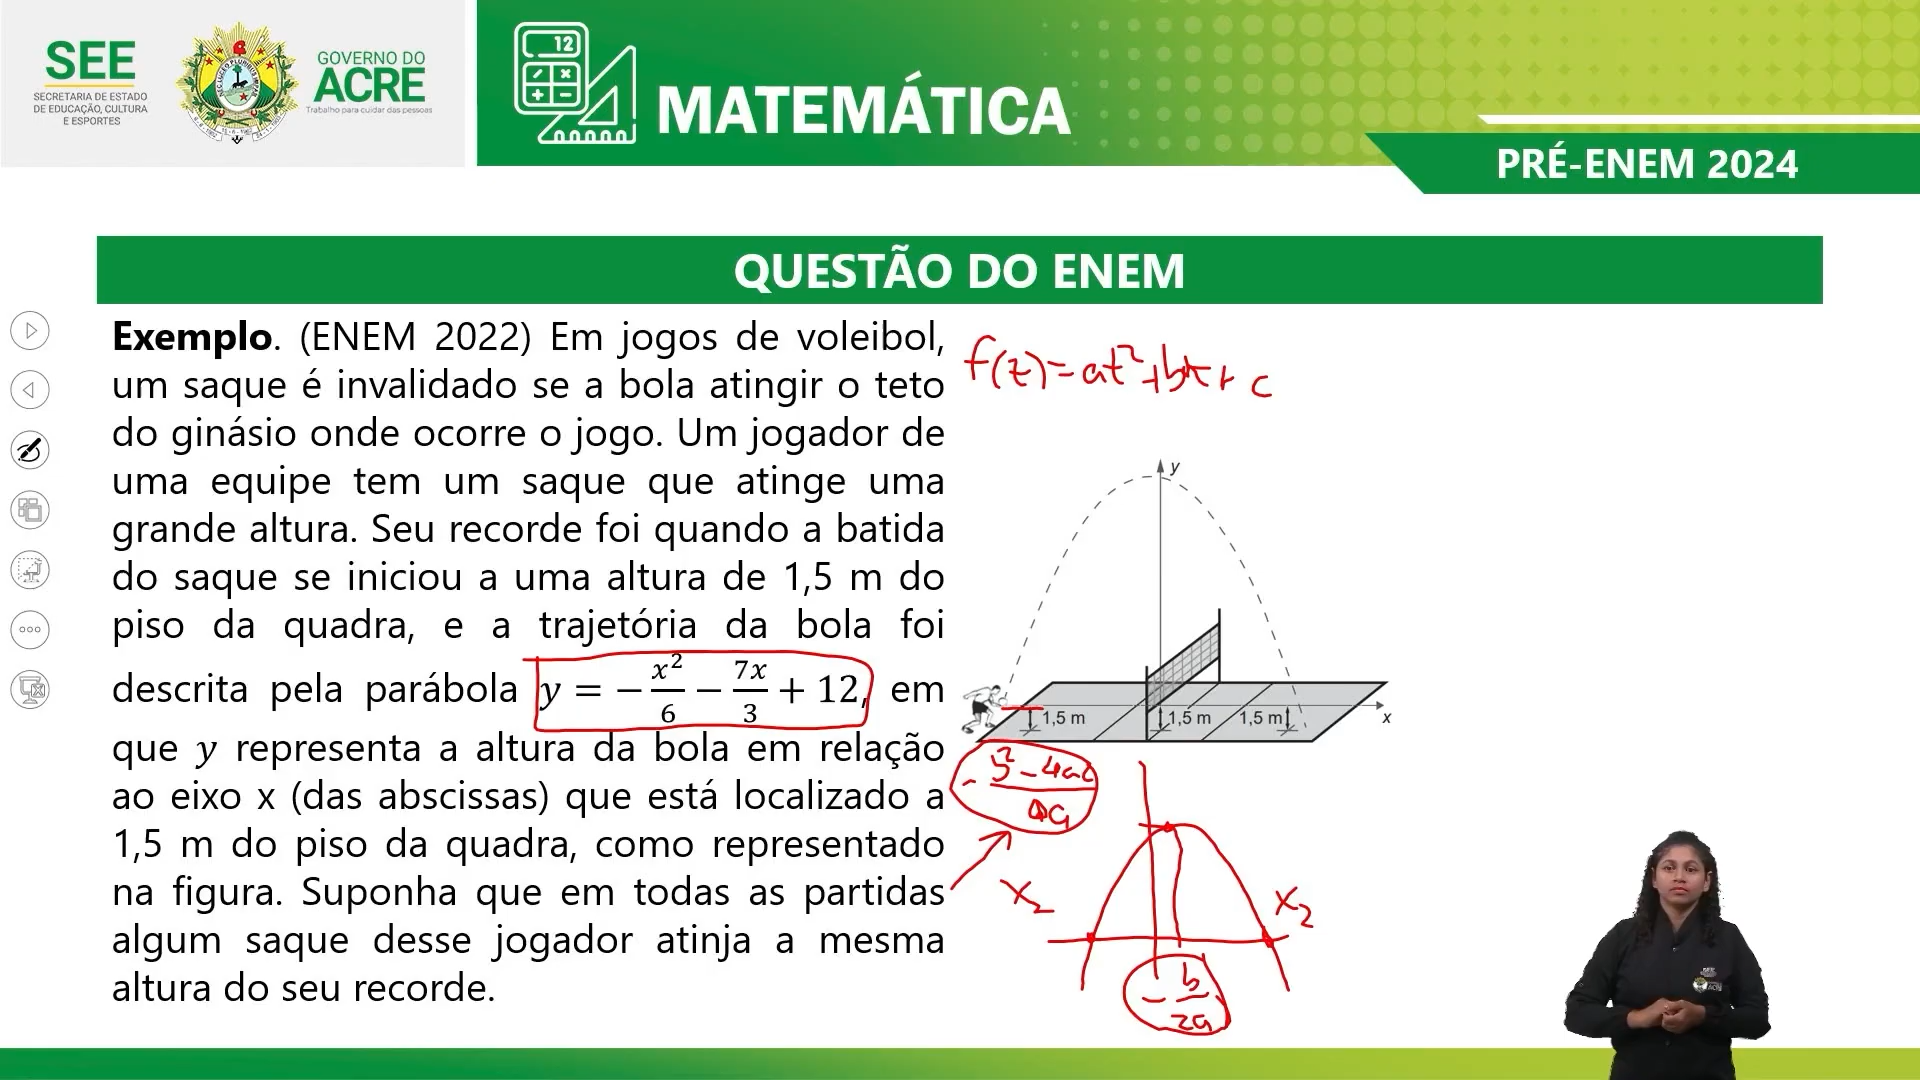 SEE
SECRETARIA DE ESTADO
DE EDUCAÇÃO, CULTURA
E ESPORTES
GOVERNO DO
ACRE
Trabalho para cuidar das pessoas
12
MATEMÁTICA
PRÉ-ENEM 2024
QUESTÃO DO ENEM
Exemplo. (ENEM 2022) Em jogos de voleibol,
um saque é invalidado se a bola atingir o teto
do ginásio onde ocorre o jogo. Um jogador de
uma equipe tem um saque que atinge uma
grande altura. Seu recorde foi quando a batida
do saque se iniciou a uma altura de 1,5 m do
piso da quadra, e a trajetória da bola foi
descrita pela parábola y = −x²/6 − 7x/3 + 12, em
que y representa a altura da bola em relação
ao eixo x (das abscissas) que está localizado a
1,5 m do piso da quadra, como representado
na figura. Suponha que em todas as partidas
algum saque desse jogador atinja a mesma
altura do seu recorde.
y
1,5 m 1,5 m 1,5 m
x
− b² − 4ac / 4a
x₂ x₂
− b / 2a
SEE
ACRE